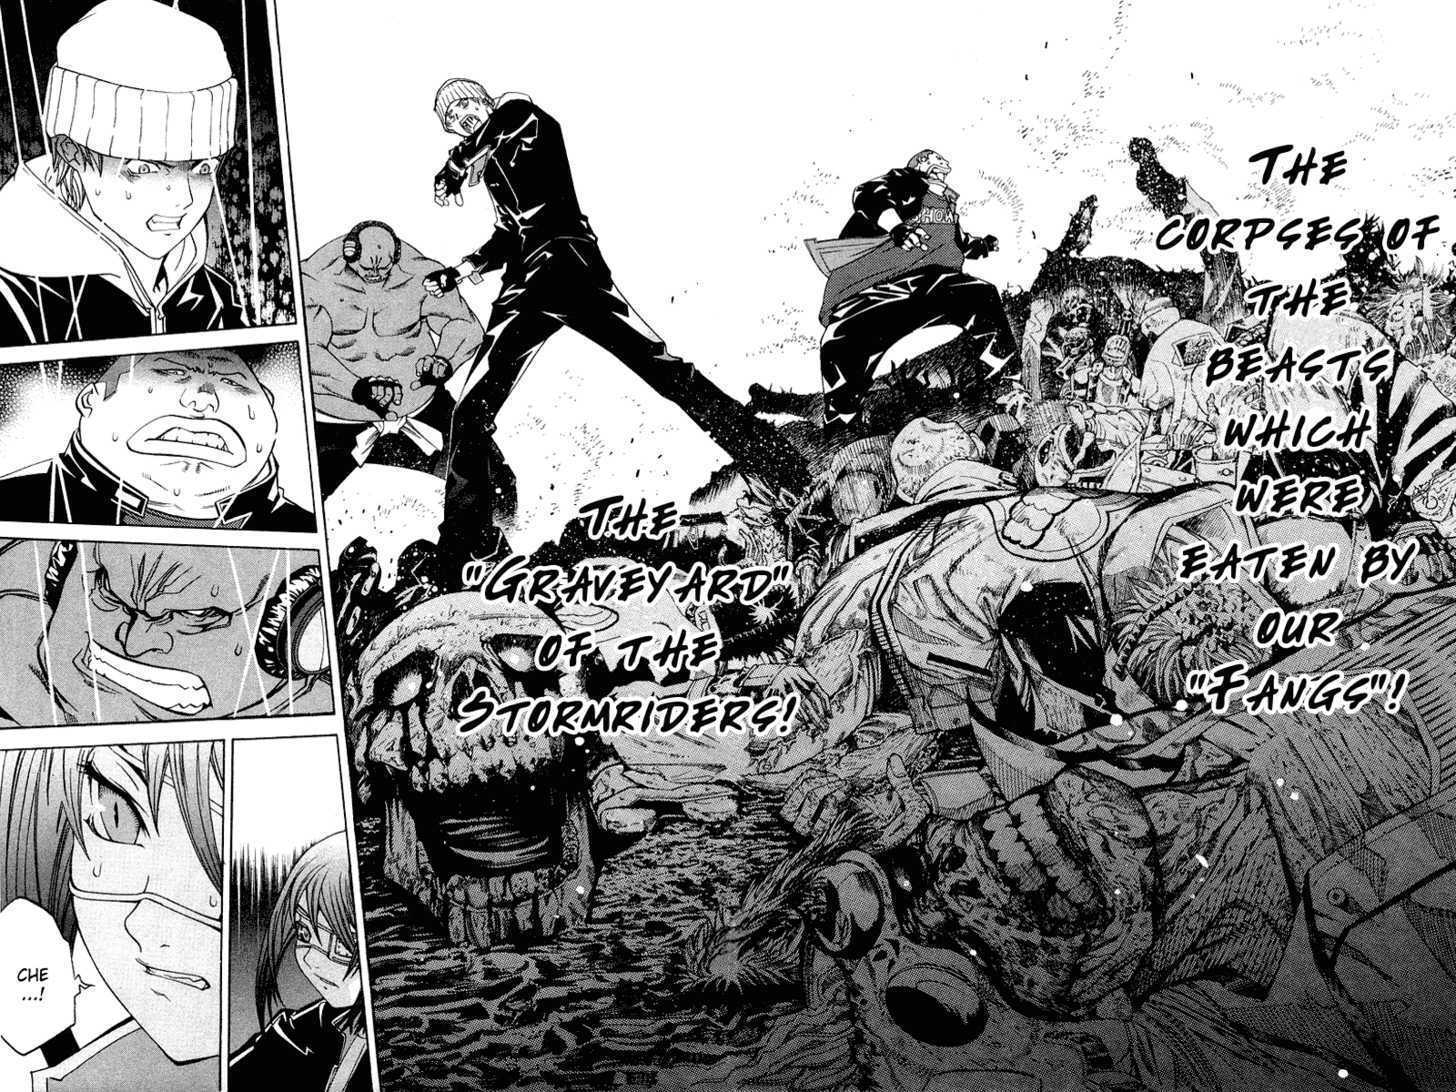 THE
CORPSES OF
THE
BEASTS
WHICH
WERE
EATEN BY
OUR
"FANGS"!
THE
"GRAVEYARD"
OF THE
STORMRIDERS!
CHE
...!